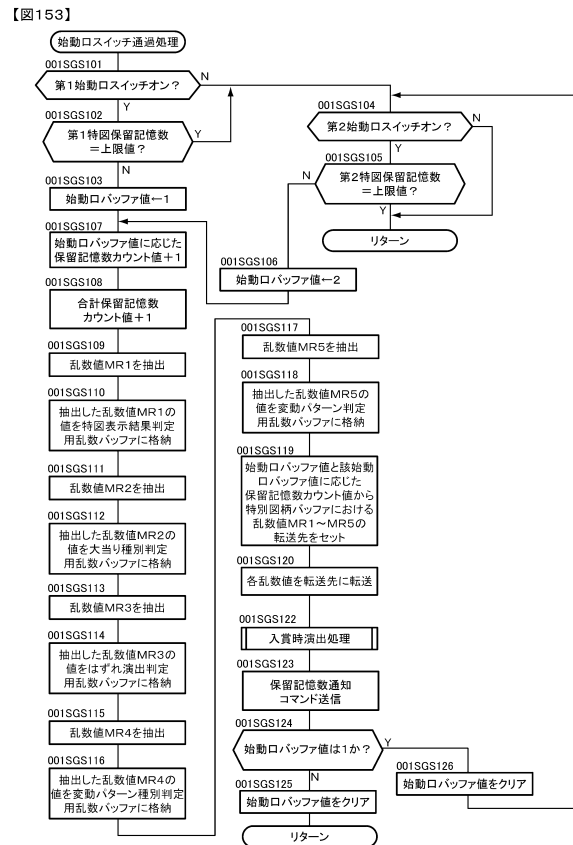 【図153】
始動口スイッチ通過処理
001SGS101
第1始動口スイッチオン？
N
Y
001SGS102
第1特図保留記憶数
＝上限値？
Y
N
001SGS103
始動口バッファ値←1
001SGS107
始動口バッファ値に応じた
保留記憶数カウント値＋1
001SGS108
合計保留記憶数
カウント値＋1
001SGS109
乱数値MR1を抽出
001SGS110
抽出した乱数値MR1の
値を特図表示結果判定
用乱数バッファに格納
001SGS111
乱数値MR2を抽出
001SGS112
抽出した乱数値MR2の
値を大当り種別判定
用乱数バッファに格納
001SGS113
乱数値MR3を抽出
001SGS114
抽出した乱数値MR3の
値をはずれ演出判定
用乱数バッファに格納
001SGS115
乱数値MR4を抽出
001SGS116
抽出した乱数値MR4の
値を変動パターン種別判定
用乱数バッファに格納
001SGS104
第2始動口スイッチオン？
N
Y
001SGS105
第2特図保留記憶数
＝上限値？
N
Y
リターン
001SGS106
始動口バッファ値←2
001SGS117
乱数値MR5を抽出
001SGS118
抽出した乱数値MR5の
値を変動パターン判定
用乱数バッファに格納
001SGS119
始動口バッファ値と該始動
口バッファ値に応じた
保留記憶数カウント値から
特別図柄バッファにおける
乱数値MR1～MR5の
転送先をセット
001SGS120
各乱数値を転送先に転送
001SGS122
入賞時演出処理
001SGS123
保留記憶数通知
コマンド送信
001SGS124
始動口バッファ値は1か？
Y
N
001SGS125
始動口バッファ値をクリア
リターン
001SGS126
始動口バッファ値をクリア